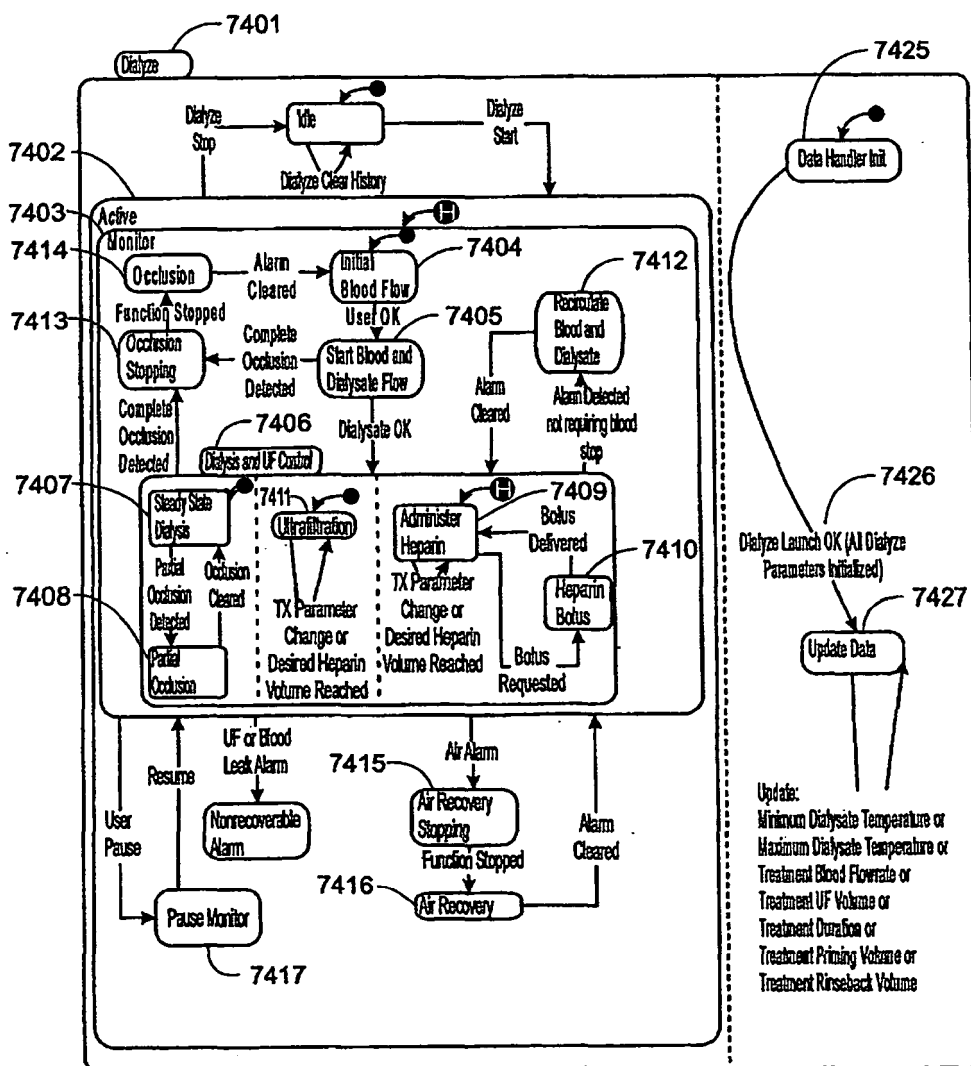 7401
Dialyze
7425
Dialyze
Stop
Idle
Dialyze
Start
Data Handler Init
7402
Dialyze Clear History
7403
Active
H
Monitor
7414
Occlusion
Alarm
Cleared
Initial
Blood Flow
7404
7412
Function Stopped
User OK
7405
Recirculate
Blood and
Dialysate
7413
Occlusion
Stopping
Complete
Occlusion
Detected
Start Blood and
Dialysate Flow
Complete
Occlusion
Detected
Alarm
Cleared
Alarm Detected
not requiring blood
stop
7406
Dialysate OK
Dialysis and UF Control
7407
Steady State
Dialysis
7411
Ultrafiltration
H
7409
Administer
Heparin
Bolus
Delivered
7410
7426
Dialyze Launch OK (All Dialyze
Parameters Initialized)
Partial
Occlusion
Detected
Occlusion
Cleared
TX Parameter
Change or
Desired Heparin
Volume Reached
TX Parameter
Change or
Desired Heparin
Volume Reached
Heparin
Bolus
7408
Partial
Occlusion
Bolus
Requested
7427
Update Data
UF or Blood
Leak Alarm
Air Alarm
7415
Resume
User
Pause
Nonrecoverable
Alarm
Air Recovery
Stopping
Alarm
Cleared
Function Stopped
7416
Air Recovery
Pause Monitor
7417
Update:
Minimum Dialysate Temperature or
Maximum Dialysate Temperature or
Treatment Blood Flowrate or
Treatment UF Volume or
Treatment Duration or
Treatment Priming Volume or
Treatment Rinseback Volume